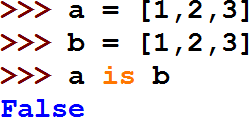 >>> a = [1,2,3]
>>> b = [1,2,3]
>>> a is b
False